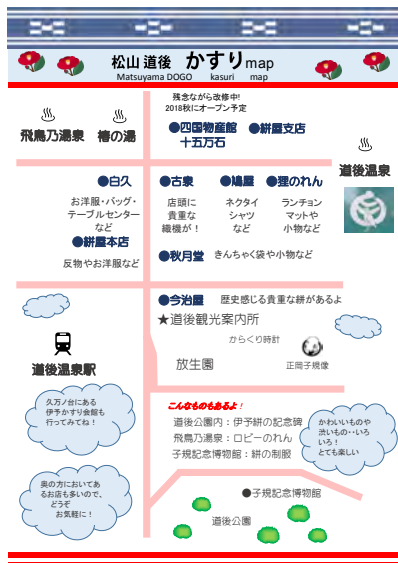 松山 道後 かすりmap
Matsuyama DOGO kasuri map
残念ながら改修中!
2018秋にオープン予定
●四国物産館
十五万石
●絣屋支店
飛鳥乃湯泉
椿の湯
道後温泉
●白久
お洋服・バッグ・
テーブルセンター
など
●絣屋本店
反物やお洋服など
●古泉
店頭に
貴重な
織機が！
●鳩屋
ネクタイ
シャツ
など
●狸のれん
ランチョン
マットや
小物など
●秋月堂
きんちゃく袋や小物など
●今治屋
歴史感じる貴重な絣があるよ
★道後観光案内所
からくり時計
放生園
正岡子規像
道後温泉駅
久万ノ台にある
伊予かすり会館も
行ってみてね！
こんなものもあるよ！
道後公園内：伊予絣の記念碑
飛鳥乃湯泉：ロビーのれん
子規記念博物館：絣の制服
かわいいものや
渋いもの・・いろ
いろ！
とても楽しい
奥の方においてあ
るお店も多いので、
どうぞ
お気軽に！
●子規記念博物館
道後公園